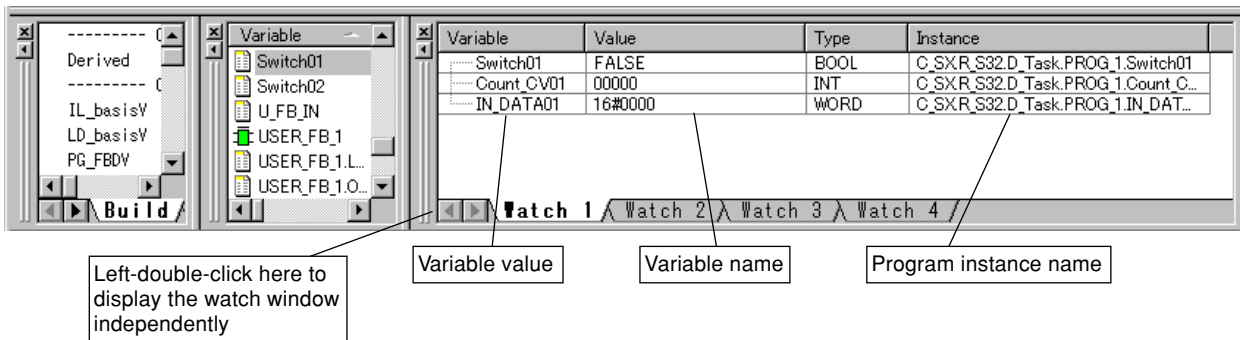 --------- (
Derived
--------- (
IL_basisV
LD_basisV
PG_FBDV
Build
Variable
Switch01
Switch02
U_FB_IN
USER_FB_1
USER_FB_1.L...
USER_FB_1.O...
Variable Value Type Instance
Switch01 FALSE BOOL C_SX.R_S32.D_Task.PROG_1.Switch01
Count_CV01 00000 INT C_SX.R_S32.D_Task.PROG_1.Count_C...
IN_DATA01 16#0000 WORD C_SX.R_S32.D_Task.PROG_1.IN_DAT...
Watch 1 Watch 2 Watch 3 Watch 4
Left-double-click here to
display the watch window
independently
Variable value
Variable name
Program instance name